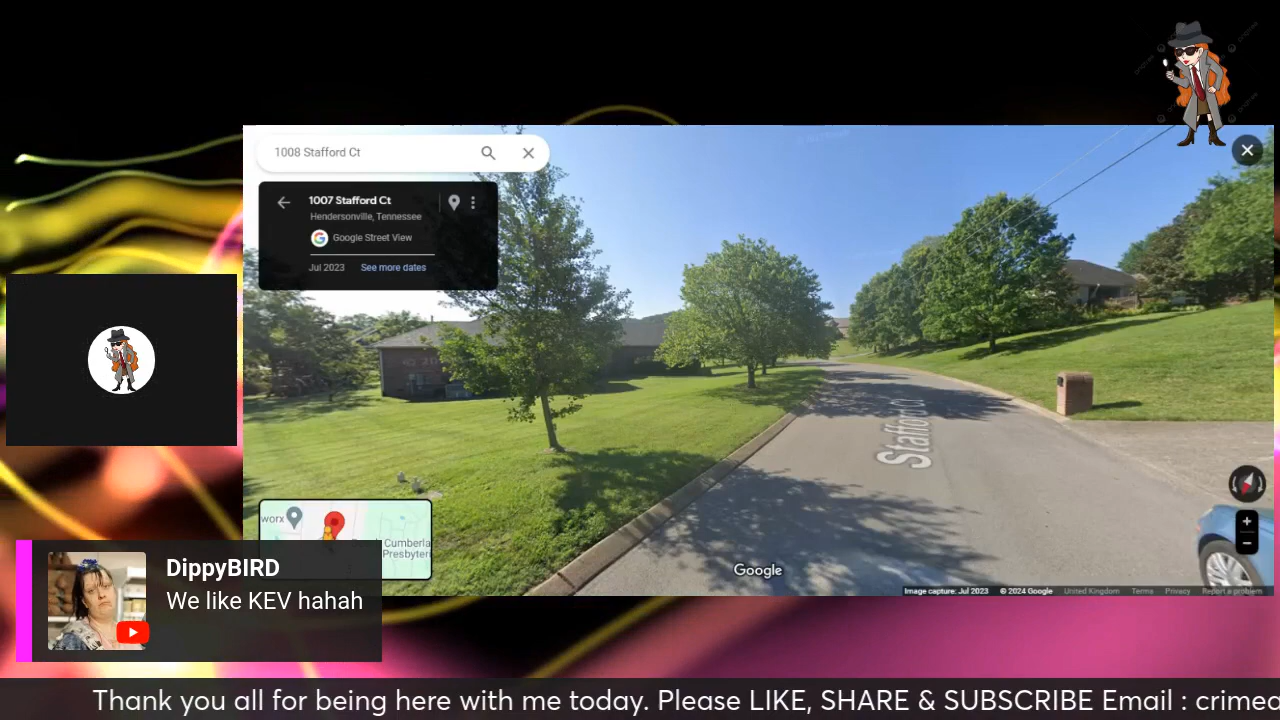 1008 Stafford Ct
1007 Stafford Ct
Hendersonville, Tennessee
Google Street View
Jul 2023 See more dates
Stafford Ct
worx
Cumberla
Presbyteri
Google
Image capture: Jul 2023 © 2024 Google United Kingdom Terms Privacy Report a problem
DippyBIRD
We like KEV hahah
Thank you all for being here with me today. Please LIKE, SHARE & SUBSCRIBE Email : crimec